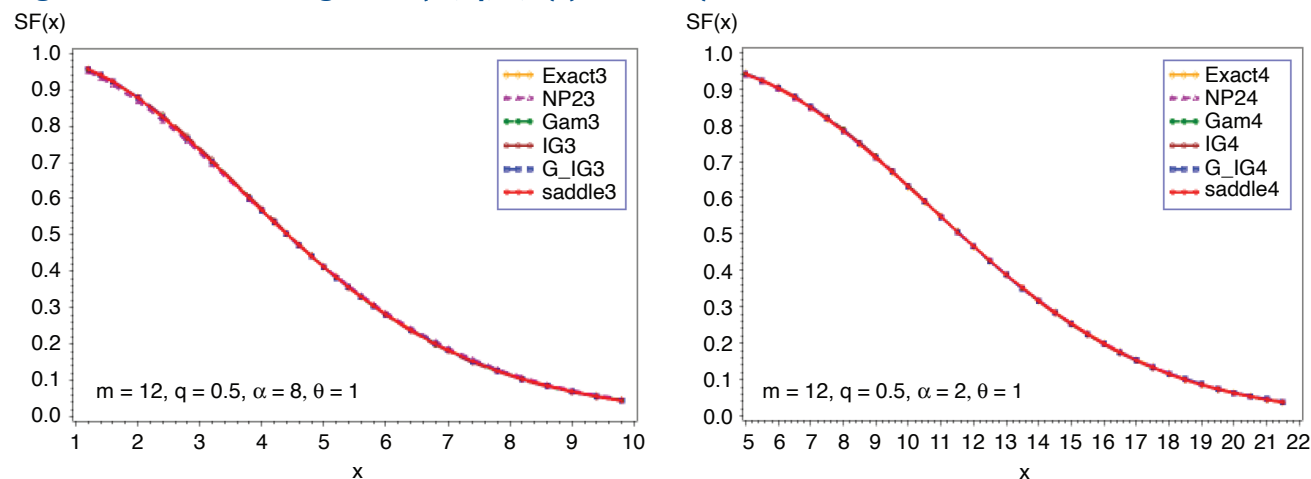 SF(x)
1.0
0.9
0.8
0.7
0.6
0.5
0.4
0.3
0.2
0.1
0.0
Exact3
NP23
Gam3
IG3
G_IG3
saddle3
m = 12, q = 0.5, α = 8, θ = 1
1 2 3 4 5 6 7 8 9 10
x
SF(x)
1.0
0.9
0.8
0.7
0.6
0.5
0.4
0.3
0.2
0.1
0.0
Exact4
NP24
Gam4
IG4
G_IG4
saddle4
m = 12, q = 0.5, α = 2, θ = 1
5 6 7 8 9 10 11 12 13 14 15 16 17 18 19 20 21 22
x